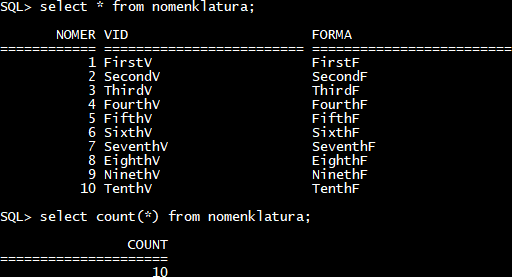 SQL> select * from nomenklatura;
NOMER VID FORMA
============ ========================= =========================
1 FirstV FirstF
2 SecondV SecondF
3 ThirdV ThirdF
4 FourthV FourthF
5 FifthV FifthF
6 SixthV SixthF
7 SeventhV SeventhF
8 EighthV EighthF
9 NinethV NinethF
10 TenthV TenthF
SQL> select count(*) from nomenklatura;
COUNT
=====================
10